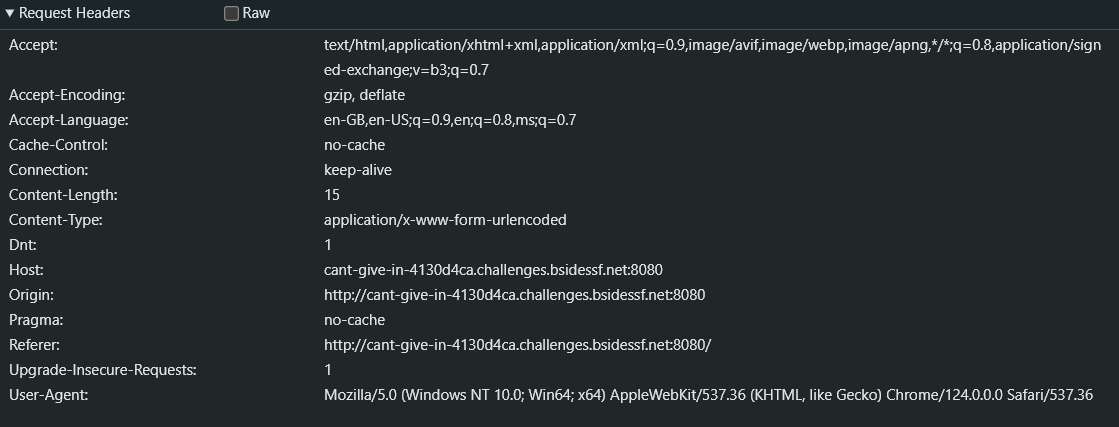 ▼ Request Headers Raw
Accept: text/html,application/xhtml+xml,application/xml;q=0.9,image/avif,image/webp,image/apng,*/*;q=0.8,application/sign
ed-exchange;v=b3;q=0.7
Accept-Encoding: gzip, deflate
Accept-Language: en-GB,en-US;q=0.9,en;q=0.8,ms;q=0.7
Cache-Control: no-cache
Connection: keep-alive
Content-Length: 15
Content-Type: application/x-www-form-urlencoded
Dnt: 1
Host: cant-give-in-4130d4ca.challenges.bsidessf.net:8080
Origin: http://cant-give-in-4130d4ca.challenges.bsidessf.net:8080
Pragma: no-cache
Referer: http://cant-give-in-4130d4ca.challenges.bsidessf.net:8080/
Upgrade-Insecure-Requests: 1
User-Agent: Mozilla/5.0 (Windows NT 10.0; Win64; x64) AppleWebKit/537.36 (KHTML, like Gecko) Chrome/124.0.0.0 Safari/537.36